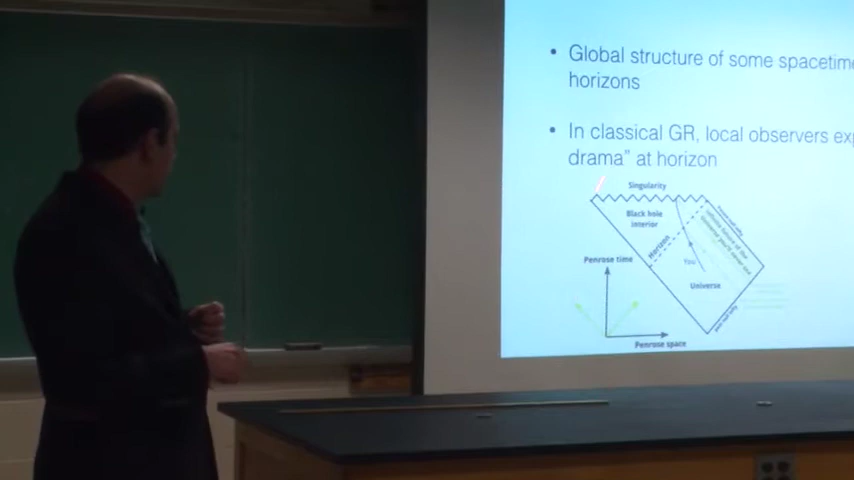 • Global structure of some spacetime
horizons
• In classical GR, local observers exp
drama” at horizon
Singularity
Black hole
interior
Horizon
Penrose time
You
Universe
Penrose space